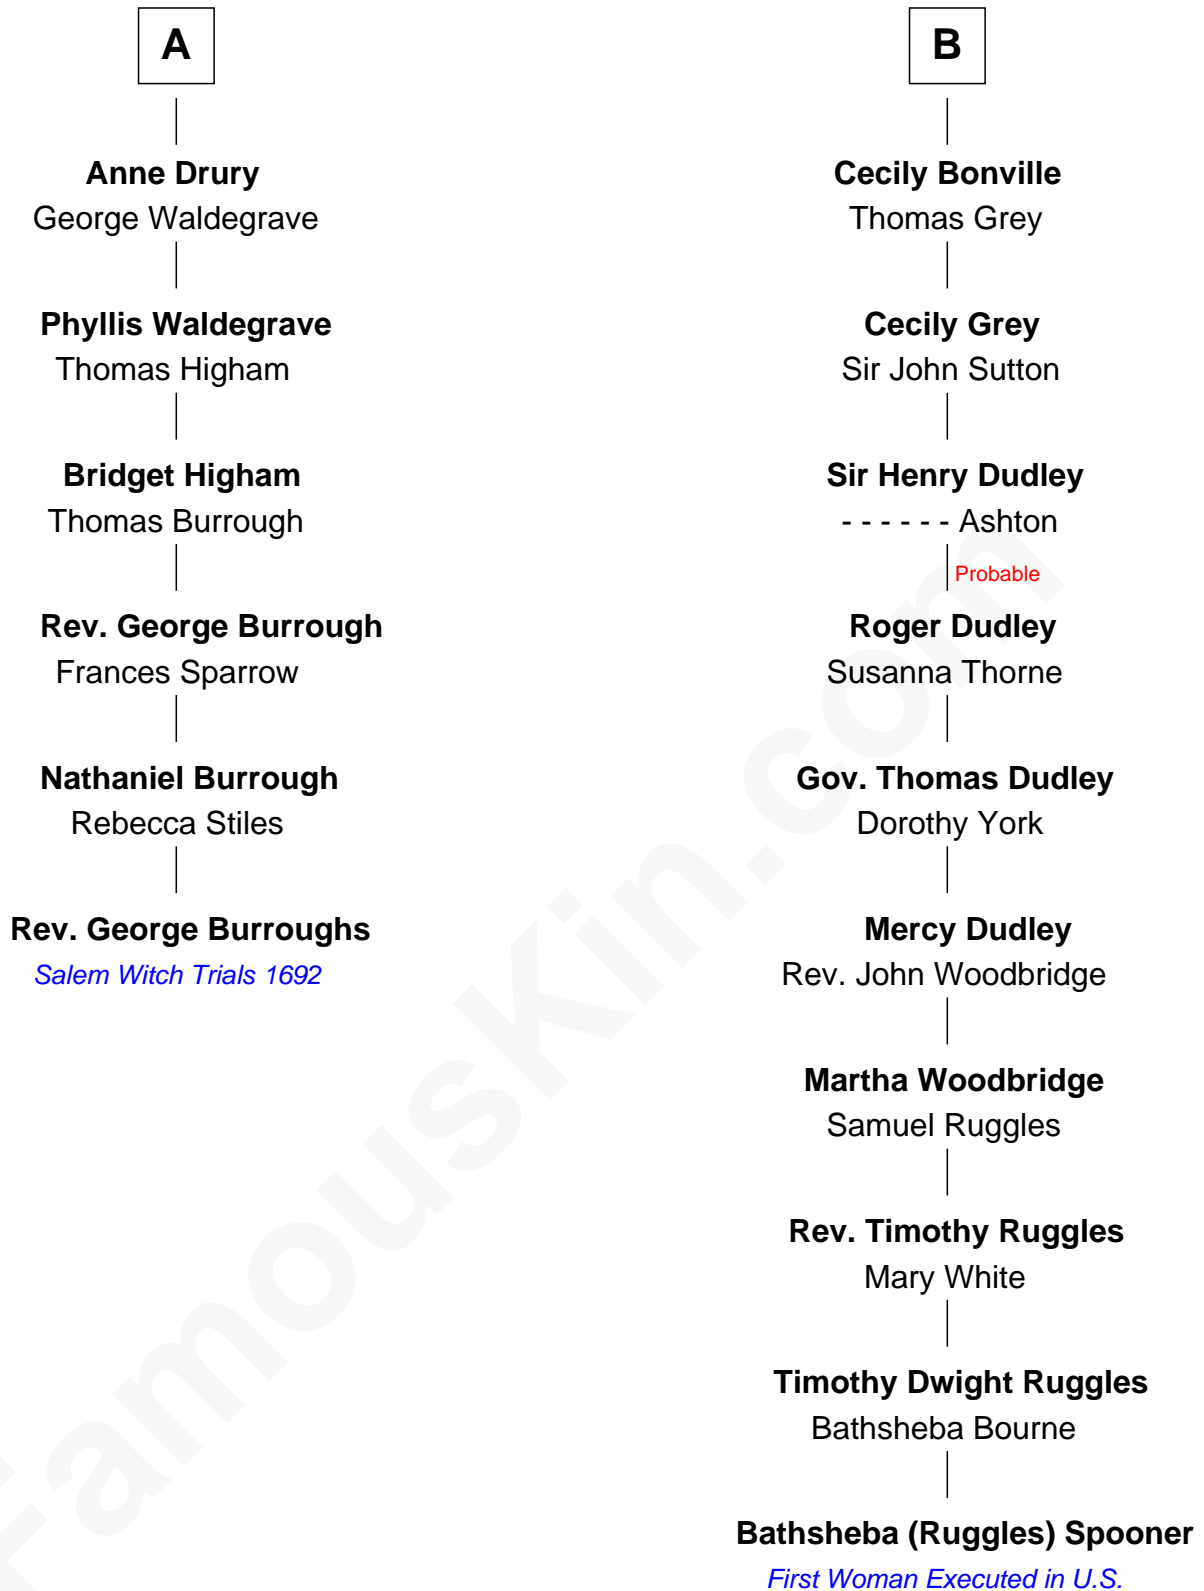 A
Anne Drury
George Waldegrave
Phyllis Waldegrave
Thomas Higham
Bridget Higham
Thomas Burrough
Rev. George Burrough
Frances Sparrow
Nathaniel Burrough
Rebecca Stiles
Rev. George Burroughs
Salem Witch Trials 1692
B
Cecily Bonville
Thomas Grey
Cecily Grey
Sir John Sutton
Sir Henry Dudley
- - - - - - Ashton
Probable
Roger Dudley
Susanna Thorne
Gov. Thomas Dudley
Dorothy York
Mercy Dudley
Rev. John Woodbridge
Martha Woodbridge
Samuel Ruggles
Rev. Timothy Ruggles
Mary White
Timothy Dwight Ruggles
Bathsheba Bourne
Bathsheba (Ruggles) Spooner
First Woman Executed in U.S.
FamousKin.com